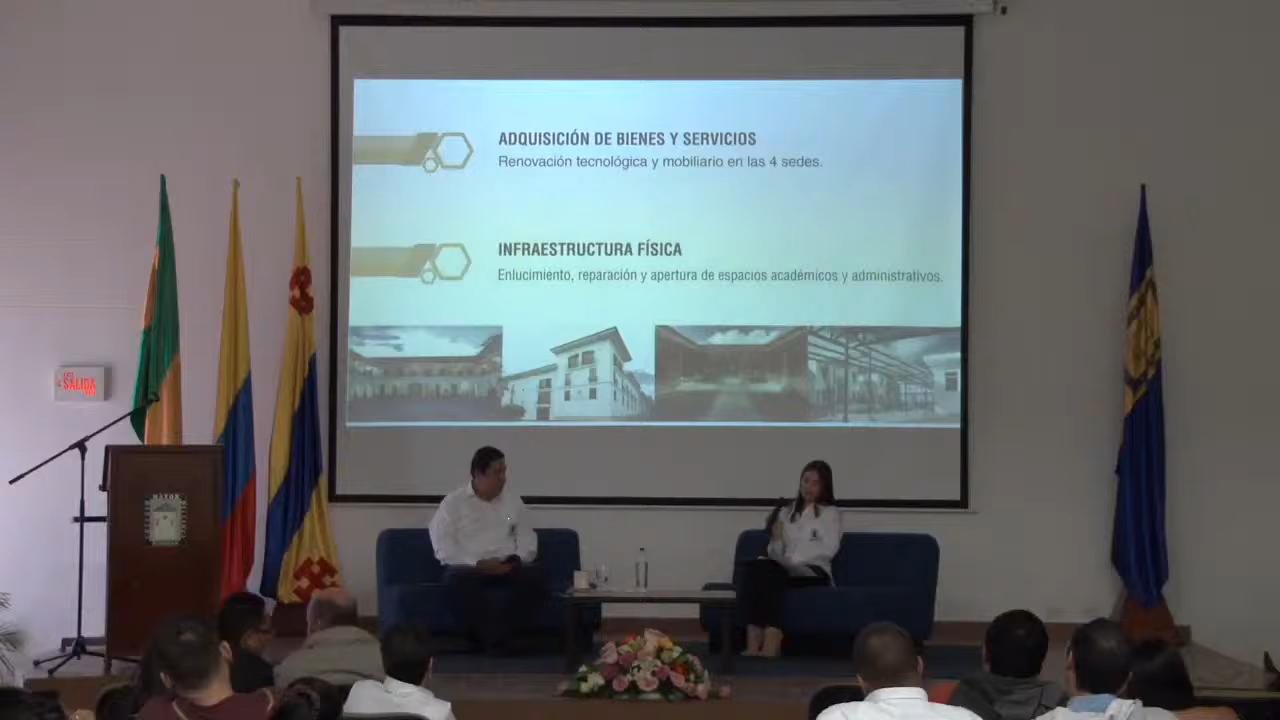 ADQUISICIÓN DE BIENES Y SERVICIOS
Renovación tecnológica y mobiliario en las 4 sedes.
INFRAESTRUCTURA FÍSICA
Enlucimiento, reparación y apertura de espacios académicos y administrativos.
SALIDA